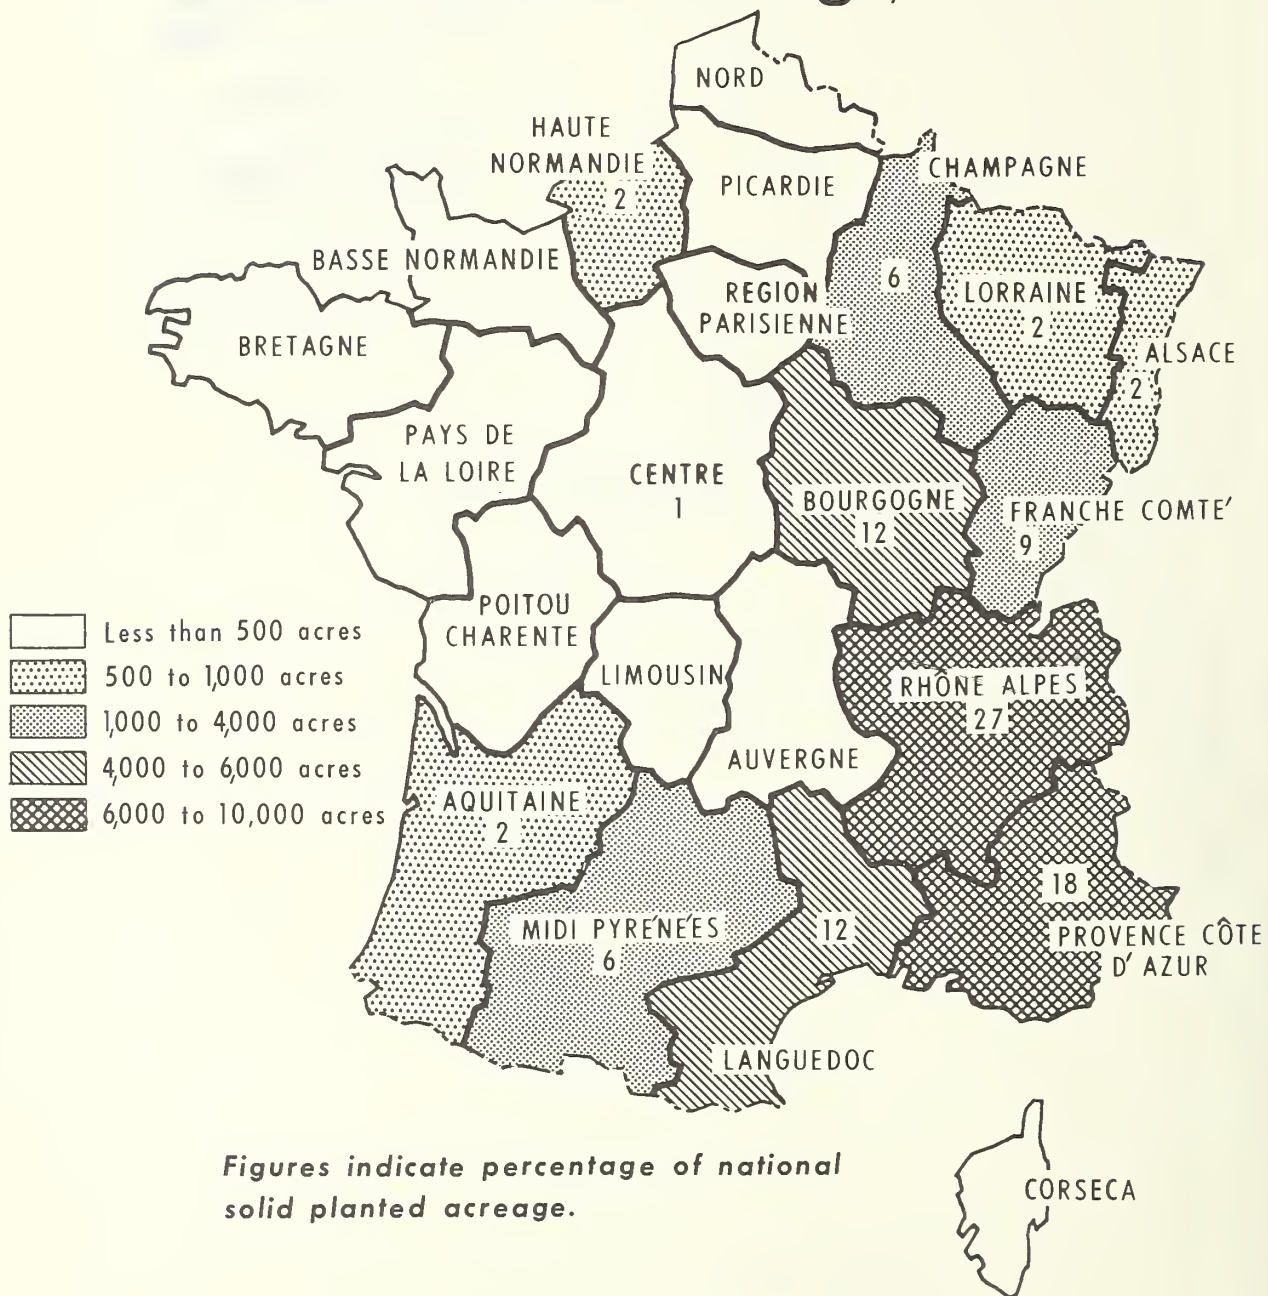 NORD
HAUTE
NORMANDIE
2
CHAMPAGNE
PICARDIE
BASSE NORMANDIE
6
REGION
PARISIENNE
LORRAINE
2
BRETAGNE
ALSACE
2
PAYS DE
LA LOIRE
CENTRE
1
BOURGOGNE
12
FRANCHE COMTE´
9
POITOU
CHARENTE
Less than 500 acres
500 to 1,000 acres
1,000 to 4,000 acres
4,000 to 6,000 acres
6,000 to 10,000 acres
LIMOUSIN
RHÔNE ALPES
27
AUVERGNE
AQUITAINE
2
18
PROVENCE CÔTE
D' AZUR
MIDI PYRÉNÉES
6
12
LANGUEDOC
Figures indicate percentage of national
solid planted acreage.
CORSECA